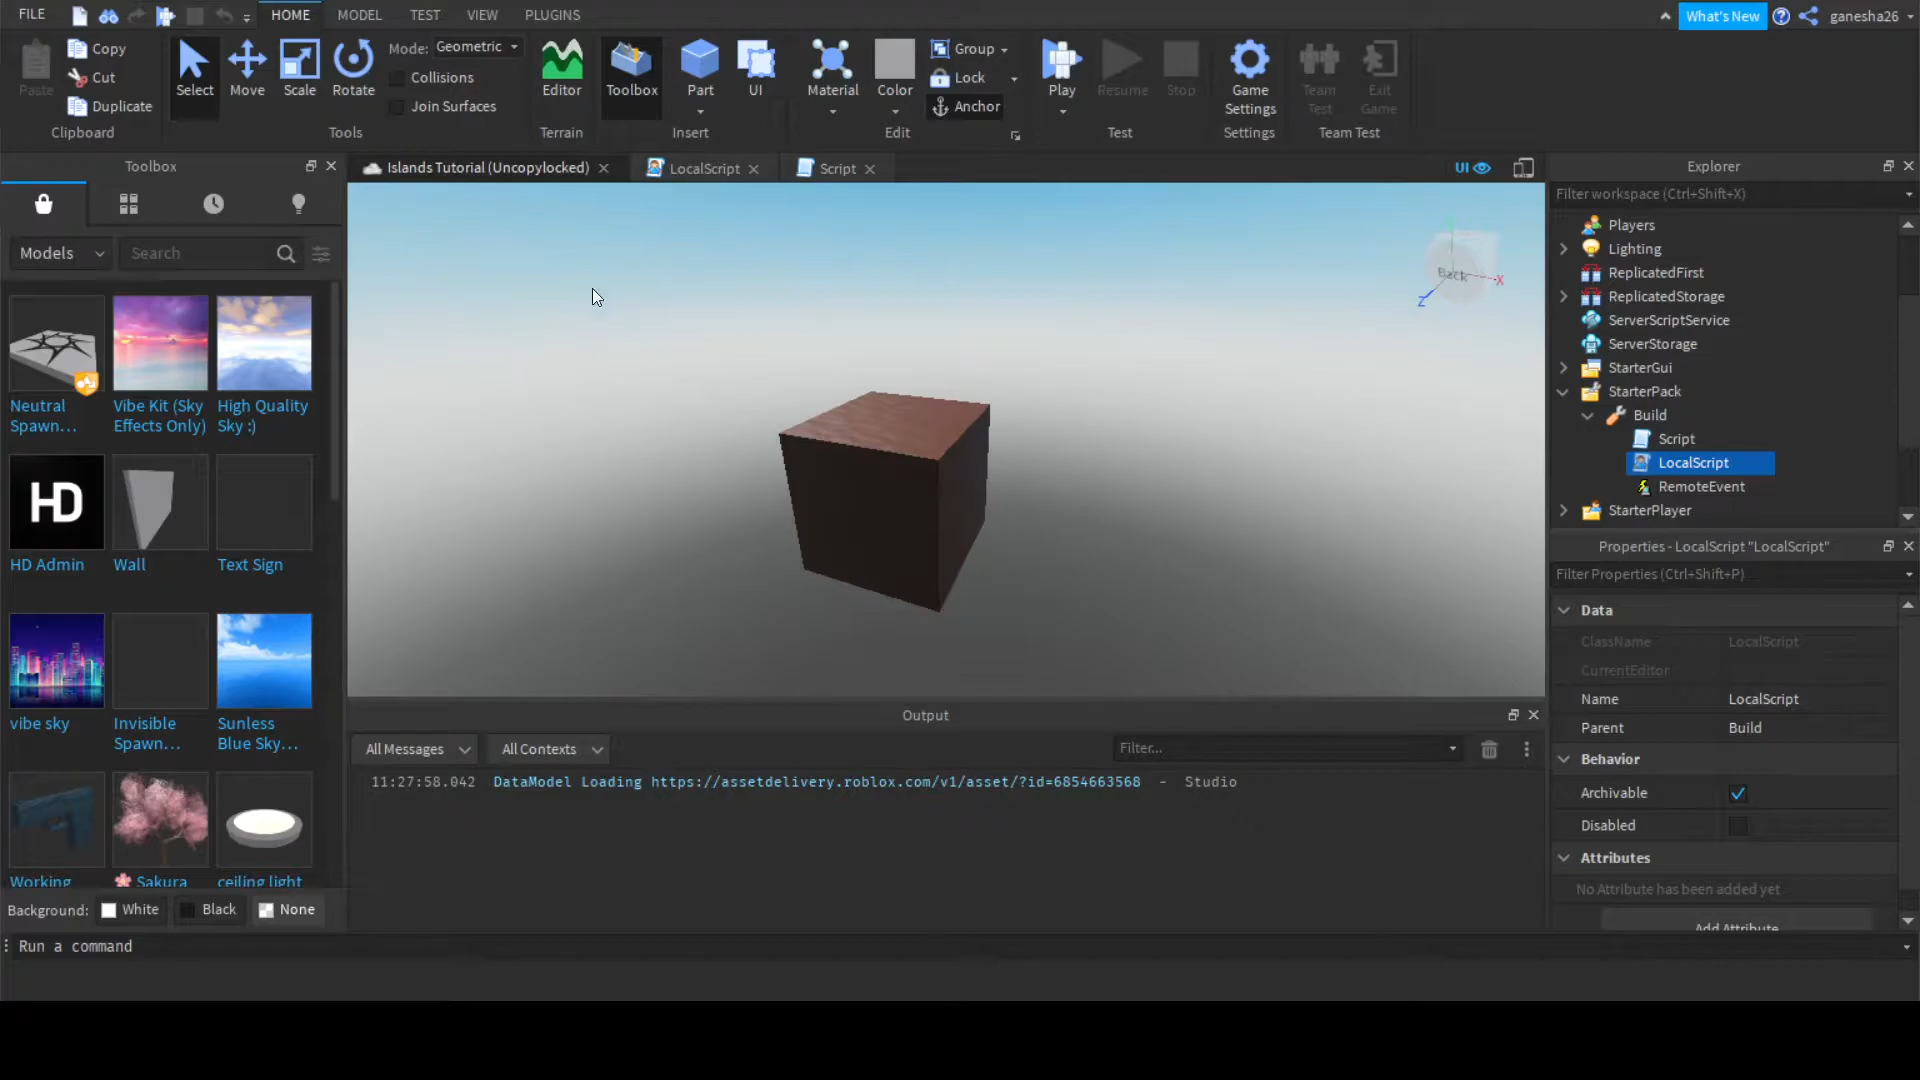 FILE HOME MODEL TEST VIEW PLUGINS What's New ganesha26
Paste Copy Cut Duplicate
Clipboard
Select Move Scale Rotate
Mode: Geometric
Collisions
Join Surfaces
Tools
Editor
Terrain
Toolbox Part UI
Insert
Material Color
Group
Lock
Anchor
Edit
Play Resume Stop
Test
Game Settings
Settings
Team Test Exit Game
Team Test
Toolbox
Models Search
Neutral Spawn...
Vibe Kit (Sky Effects Only)
High Quality Sky :)
HD
HD Admin
Wall
Text Sign
vibe sky
Invisible Spawn...
Sunless Blue Sky...
Working
Sakura
ceiling light
Background: White Black None
Run a command
Islands Tutorial (Uncopylocked) LocalScript Script UI
Back X Z
Output
All Messages All Contexts Filter...
11:27:58.042 DataModel Loading https://assetdelivery.roblox.com/v1/asset/?id=6854663568 - Studio
Explorer
Filter workspace (Ctrl+Shift+X)
Players
Lighting
ReplicatedFirst
ReplicatedStorage
ServerScriptService
ServerStorage
StarterGui
StarterPack
Build
Script
LocalScript
RemoteEvent
StarterPlayer
Properties - LocalScript "LocalScript"
Filter Properties (Ctrl+Shift+P)
Data
ClassName LocalScript
CurrentEditor
Name LocalScript
Parent Build
Behavior
Archivable
Disabled
Attributes
No Attribute has been added yet
Add Attribute